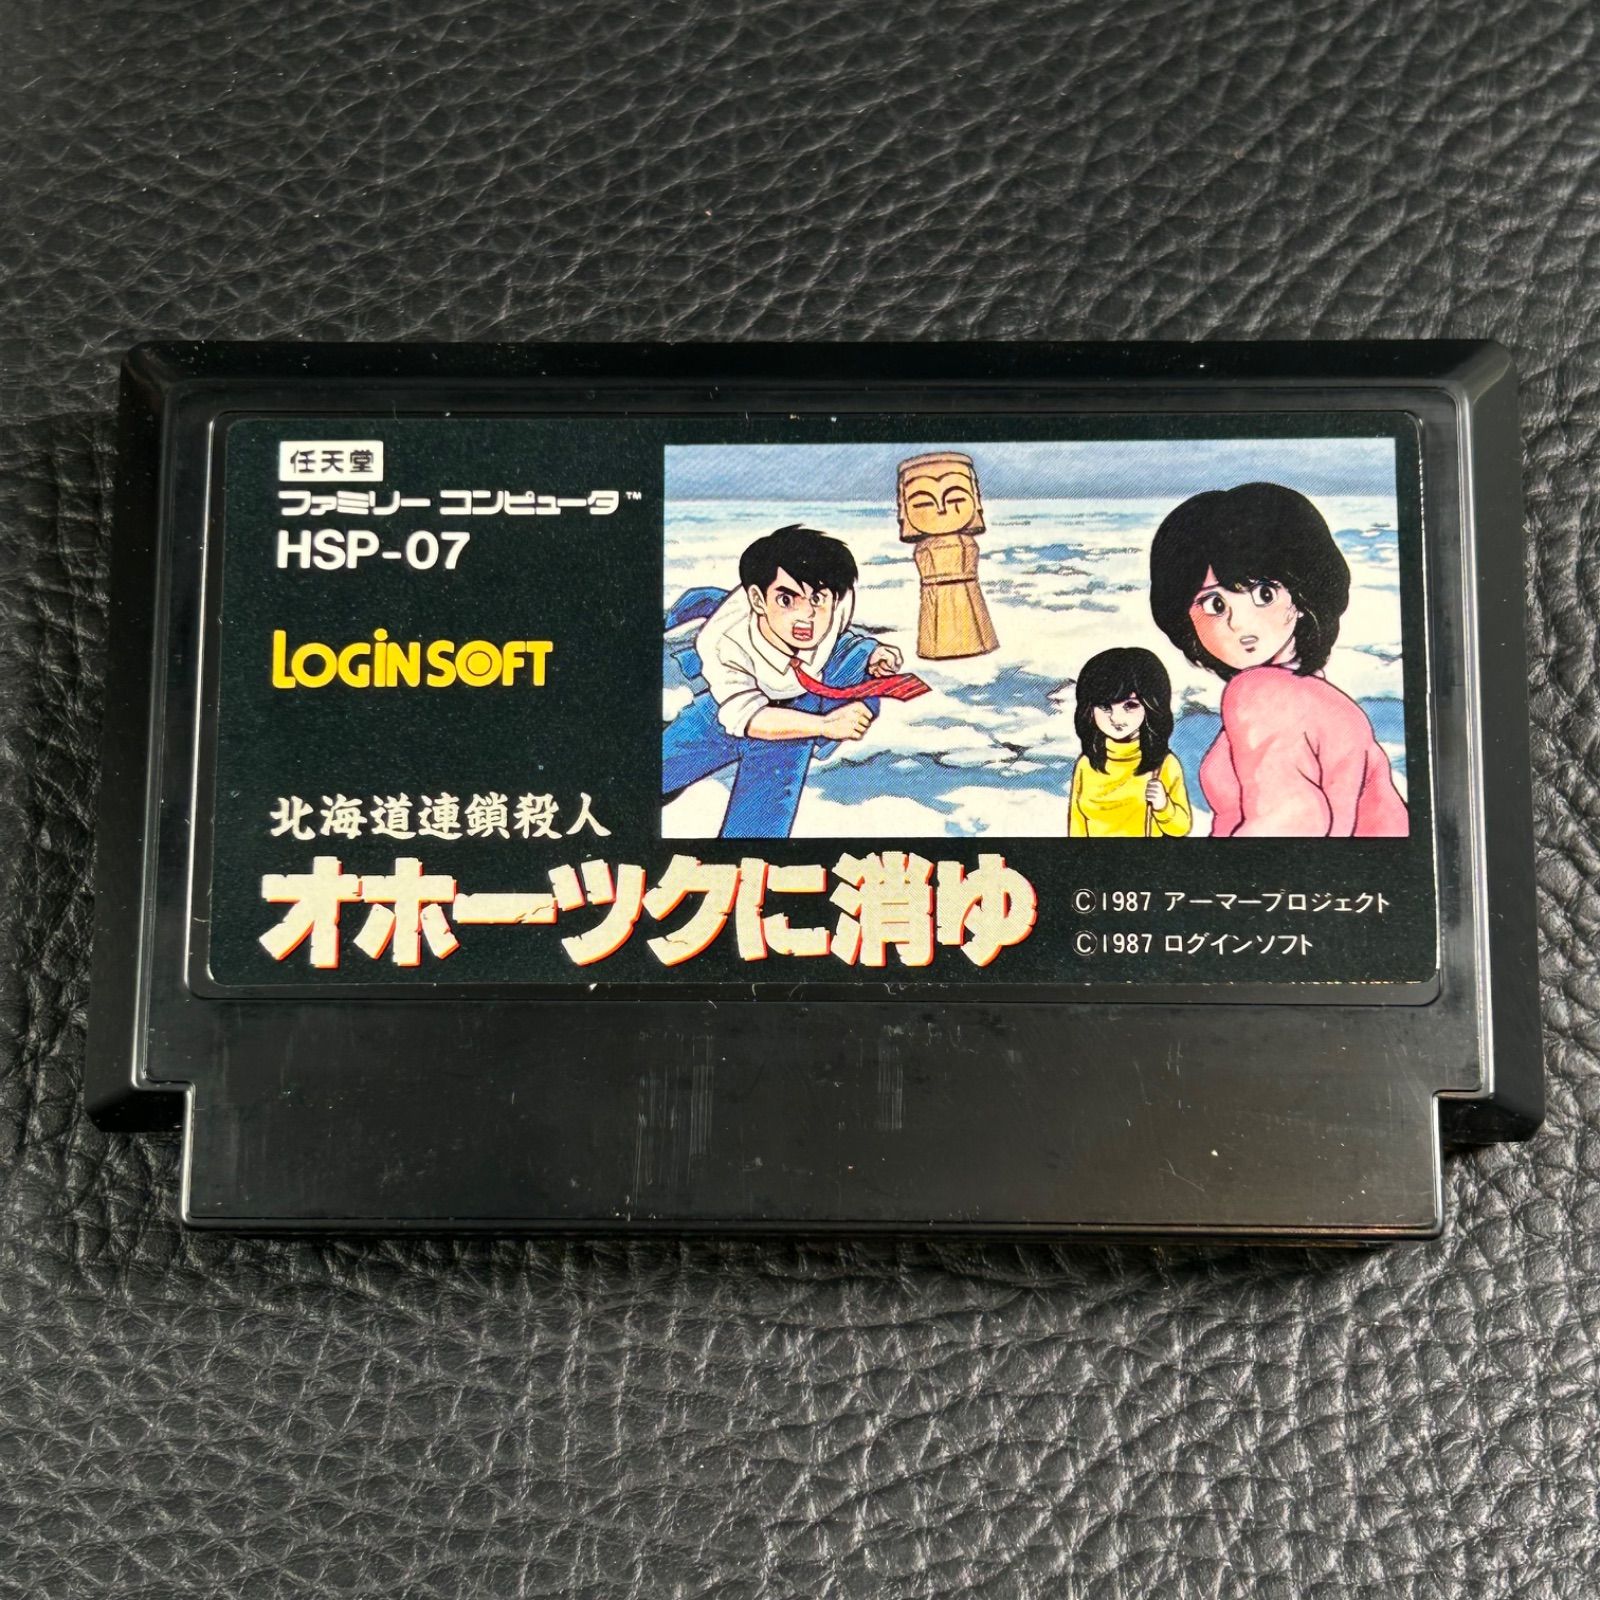 任天堂
ファミリー コンピュータ™
HSP-07
LOGiN SOFT
北海道連鎖殺人
オホーツクに消ゆ
©1987 アーマープロジェクト
©1987 ログインソフト